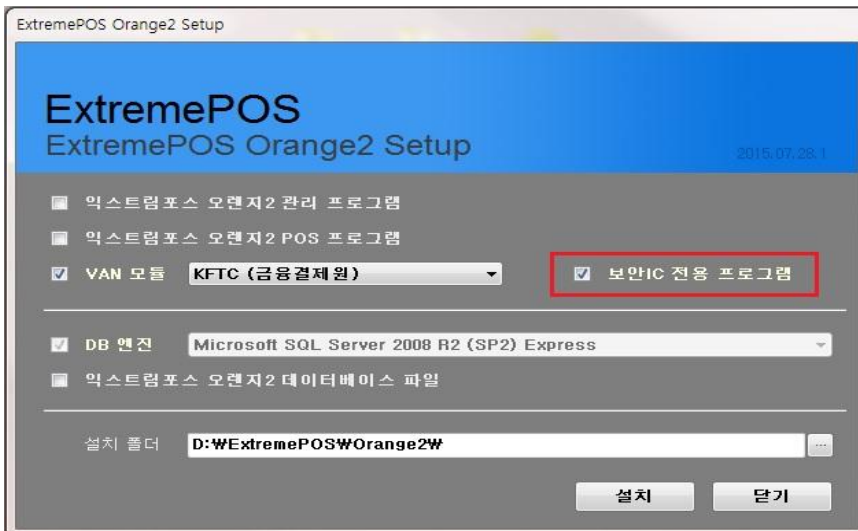 ExtremePOS Orange2 Setup
ExtremePOS
ExtremePOS Orange2 Setup
2015.07.28.1
익스트림포스 오렌지2 관리 프로그램
익스트림포스 오렌지2 POS 프로그램
VAN 모듈 KFTC (금융결제원) 보안IC 전용 프로그램
DB 엔진 Microsoft SQL Server 2008 R2 (SP2) Express
익스트림포스 오렌지2 데이터베이스 파일
설치 폴더 D:₩ExtremePOS₩Orange2₩ ...
설치 닫기